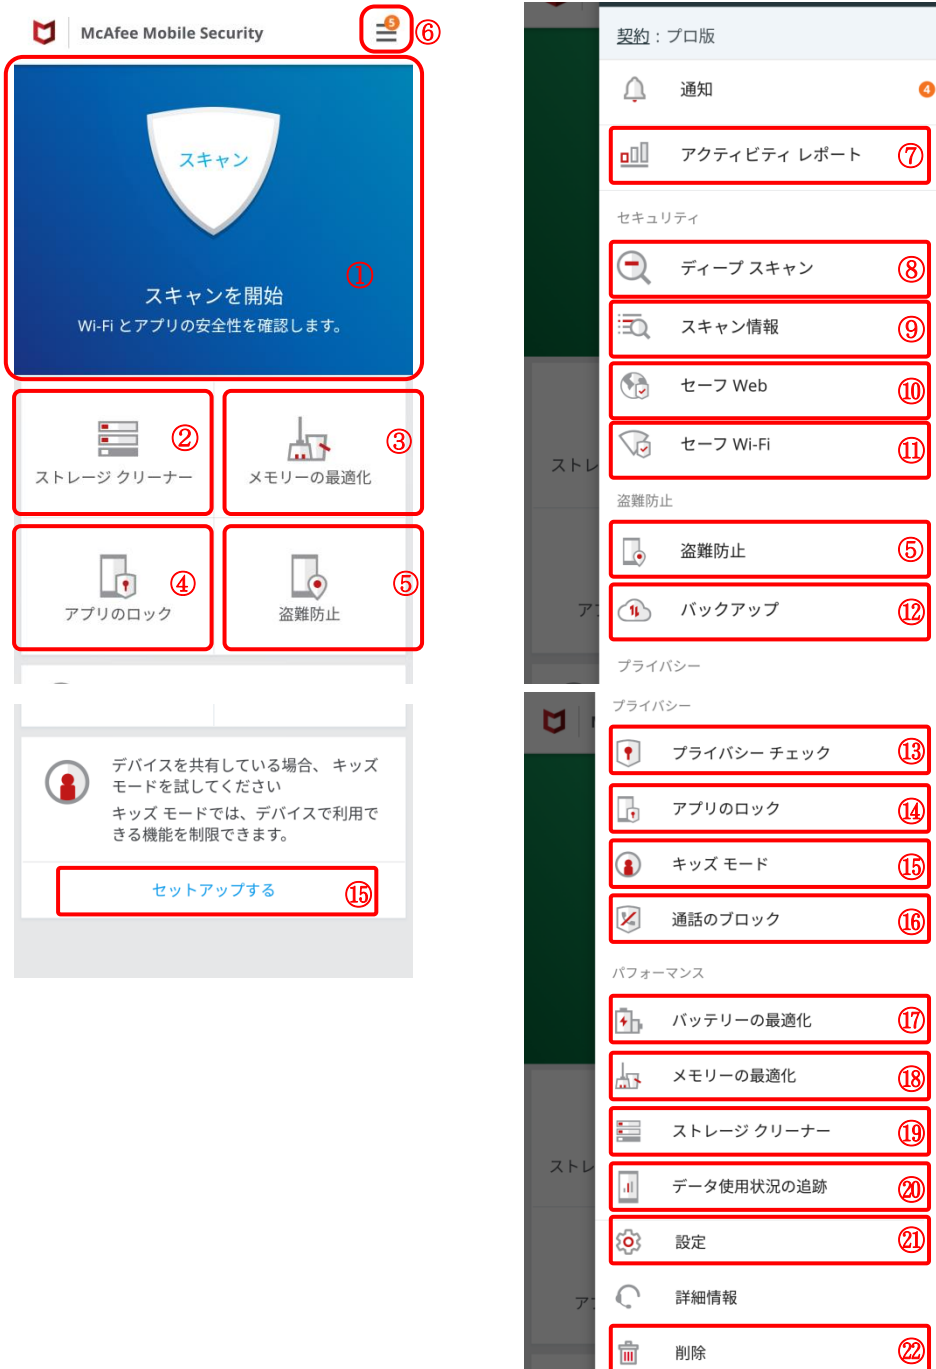 McAfee Mobile Security
5
⑥
スキャン
①
スキャンを開始
Wi-Fi とアプリの安全性を確認します。
②
ストレージ クリーナー
③
メモリーの最適化
④
アプリのロック
⑤
盗難防止
デバイスを共有している場合、 キッズ
モードを試してください
キッズ モードでは、デバイスで利用で
きる機能を制限できます。
セットアップする
⑮
契約：プロ版
通知
4
アクティビティ レポート
⑦
セキュリティ
ディープ スキャン
⑧
スキャン情報
⑨
セーフ Web
⑩
セーフ Wi-Fi
⑪
ストレ
盗難防止
盗難防止
⑤
ア
バックアップ
⑫
プライバシー
プライバシー
プライバシー チェック
⑬
アプリのロック
⑭
キッズ モード
⑮
通話のブロック
⑯
パフォーマンス
バッテリーの最適化
⑰
メモリーの最適化
⑱
ストレージ クリーナー
⑲
ストレ
データ使用状況の追跡
⑳
設定
㉑
ア
詳細情報
削除
㉒